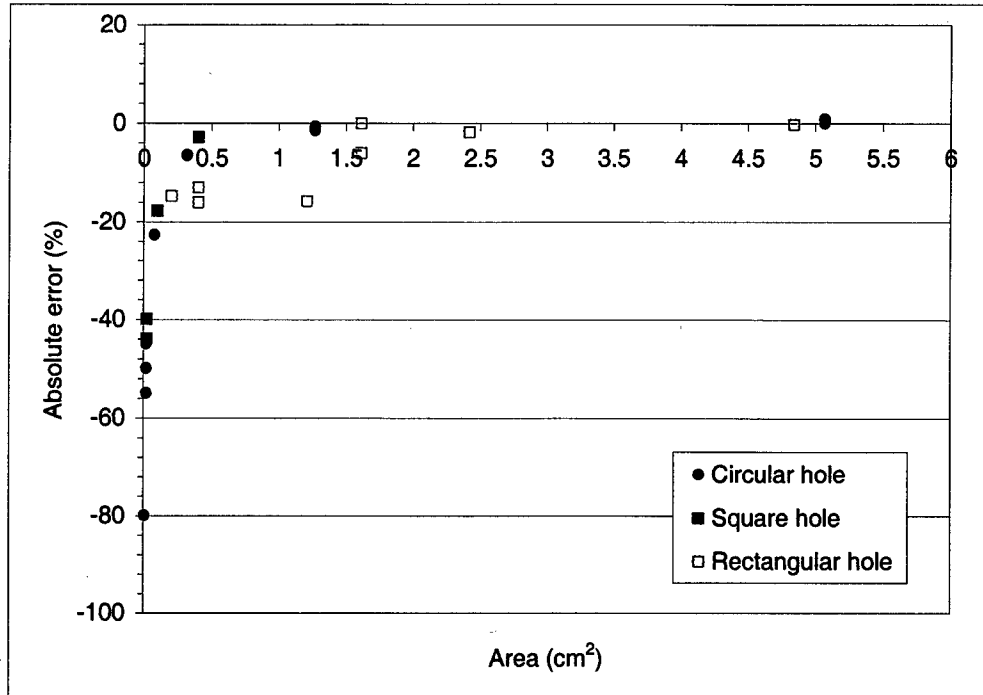 20
0
-20
-40
-60
-80
-100
0 0.5 1 1.5 2 2.5 3 3.5 4 4.5 5 5.5 6
Absolute error (%)
Area (cm²)
Circular hole
Square hole
Rectangular hole